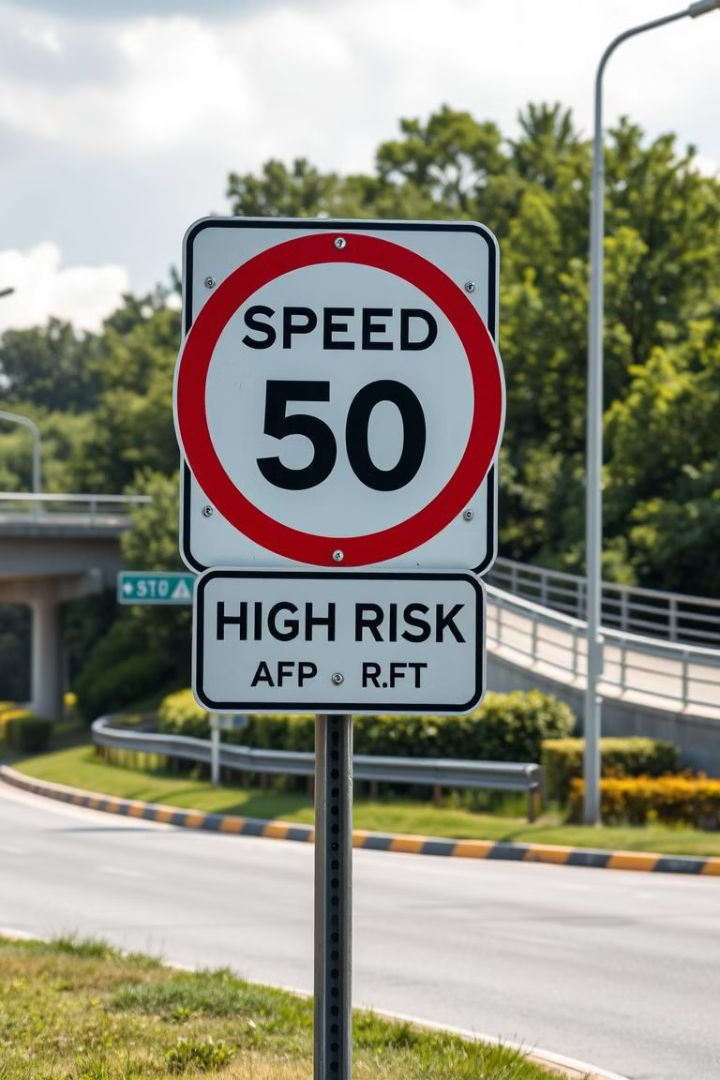 SPEED
50
HIGH RISK
AFP R.FT